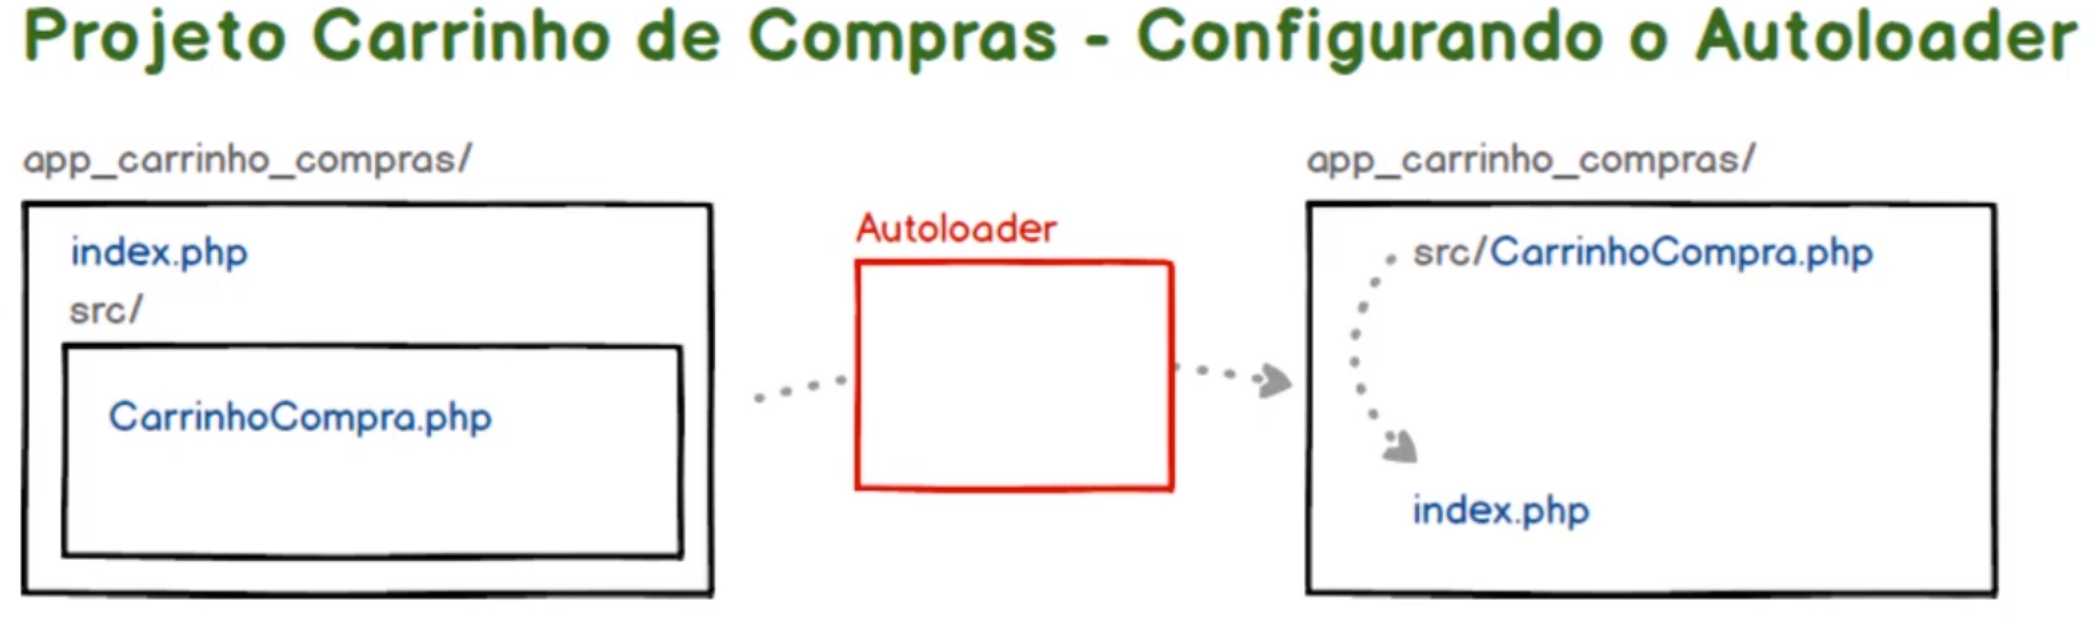 Projeto Carrinho de Compras - Configurando o Autoloader
app_carrinho_compras/
index.php
src/
CarrinhoCompra.php
Autoloader
app_carrinho_compras/
src/CarrinhoCompra.php
index.php